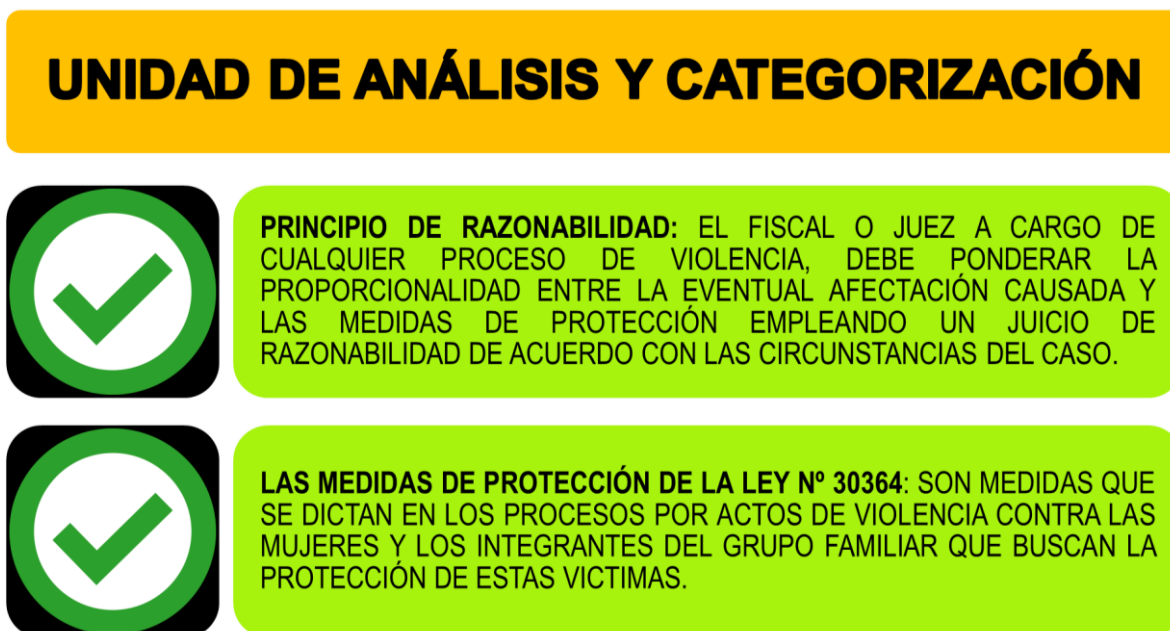 UNIDAD DE ANÁLISIS Y CATEGORIZACIÓN
PRINCIPIO DE RAZONABILIDAD: EL FISCAL O JUEZ A CARGO DE
CUALQUIER PROCESO DE VIOLENCIA, DEBE PONDERAR LA
PROPORCIONALIDAD ENTRE LA EVENTUAL AFECTACIÓN CAUSADA Y
LAS MEDIDAS DE PROTECCIÓN EMPLEANDO UN JUICIO DE
RAZONABILIDAD DE ACUERDO CON LAS CIRCUNSTANCIAS DEL CASO.
LAS MEDIDAS DE PROTECCIÓN DE LA LEY Nº 30364: SON MEDIDAS QUE
SE DICTAN EN LOS PROCESOS POR ACTOS DE VIOLENCIA CONTRA LAS
MUJERES Y LOS INTEGRANTES DEL GRUPO FAMILIAR QUE BUSCAN LA
PROTECCIÓN DE ESTAS VICTIMAS.